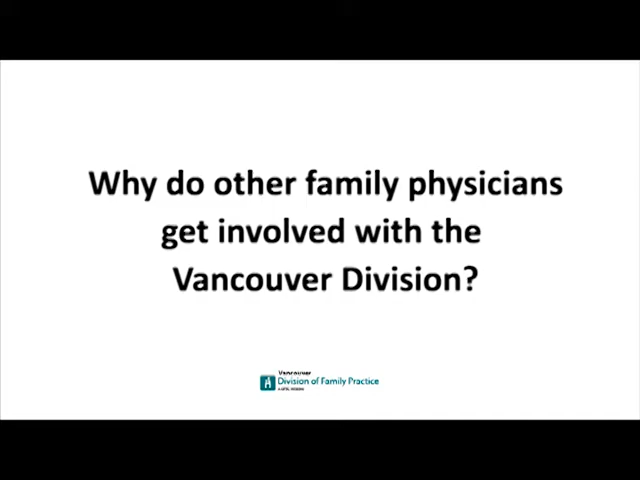 Why do other family physicians
get involved with the
Vancouver Division?
Vancouver
Division of Family Practice